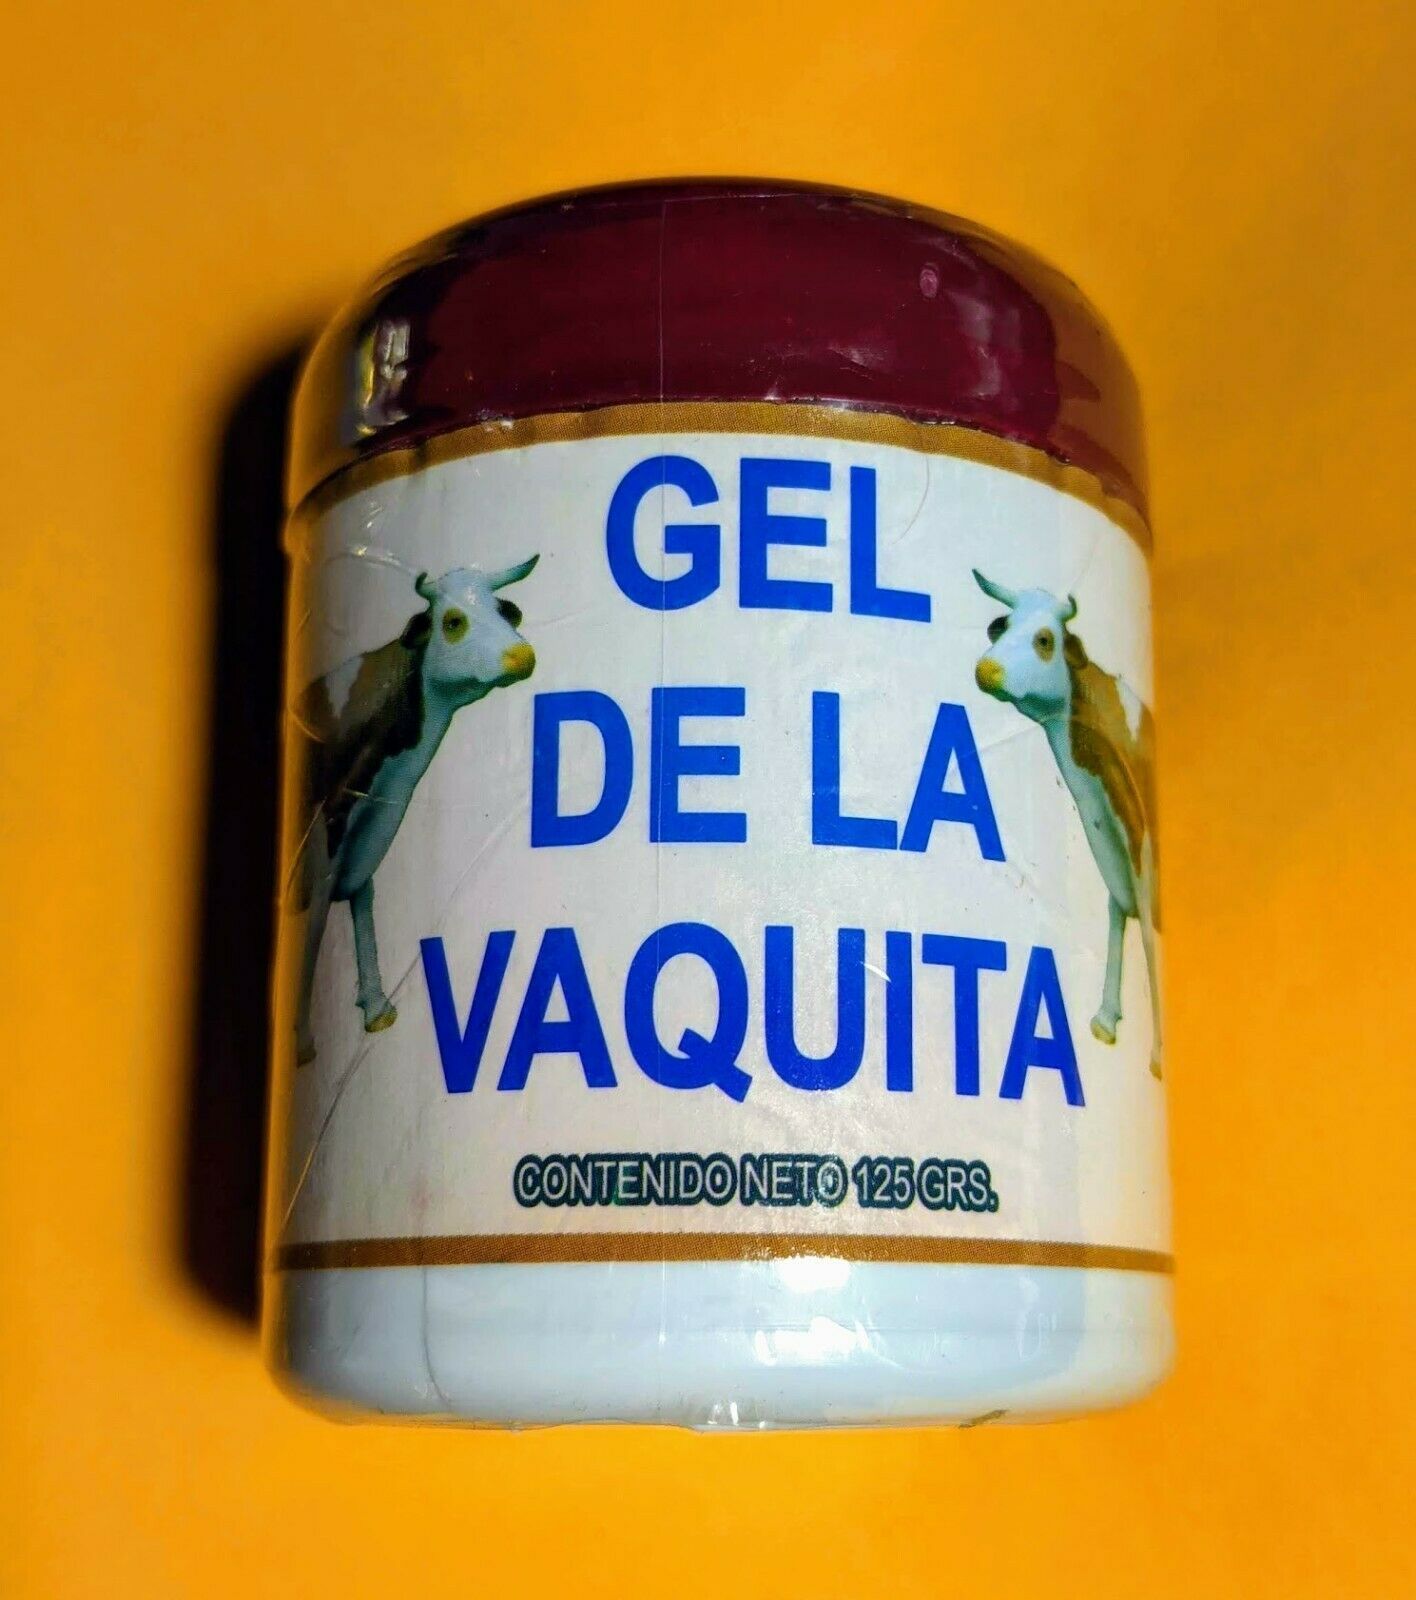 GEL
DE LA
VAQUITA
CONTENIDO NETO 125 GRS.